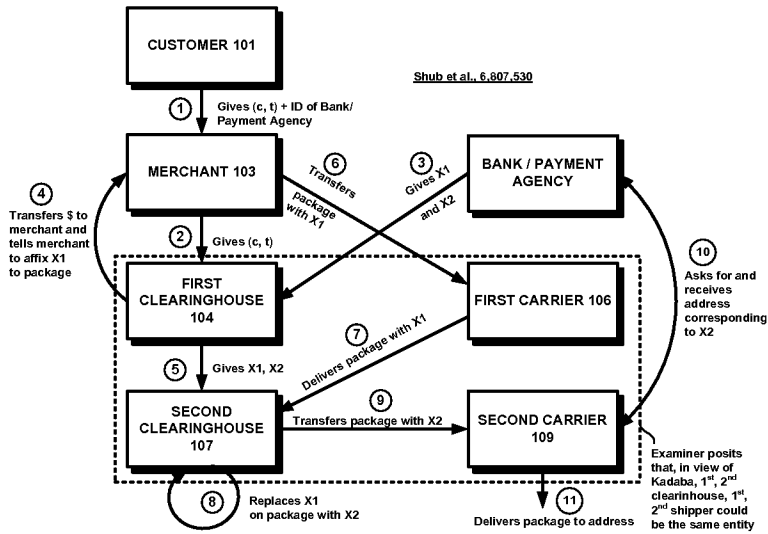 CUSTOMER 101
Shub et al., 6,807,530
1
Gives (c, t) + ID of Bank/
Payment Agency
MERCHANT 103
6
Transfers
package
with X1
3
Gives X1
and X2
BANK / PAYMENT
AGENCY
4
Transfers $ to
merchant and
tells merchant
to affix X1
to package
2
Gives (c, t)
10
Asks for and
receives
address
corresponding
to X2
FIRST
CLEARINGHOUSE
104
FIRST CARRIER 106
7
Delivers package with X1
5
Gives X1, X2
SECOND
CLEARINGHOUSE
107
9
Transfers package with X2
SECOND CARRIER
109
8
Replaces X1
on package with X2
11
Delivers package to address
Examiner posits
that, in view of
Kadaba, 1st, 2nd
clearinhouse, 1st,
2nd shipper could
be the same entity